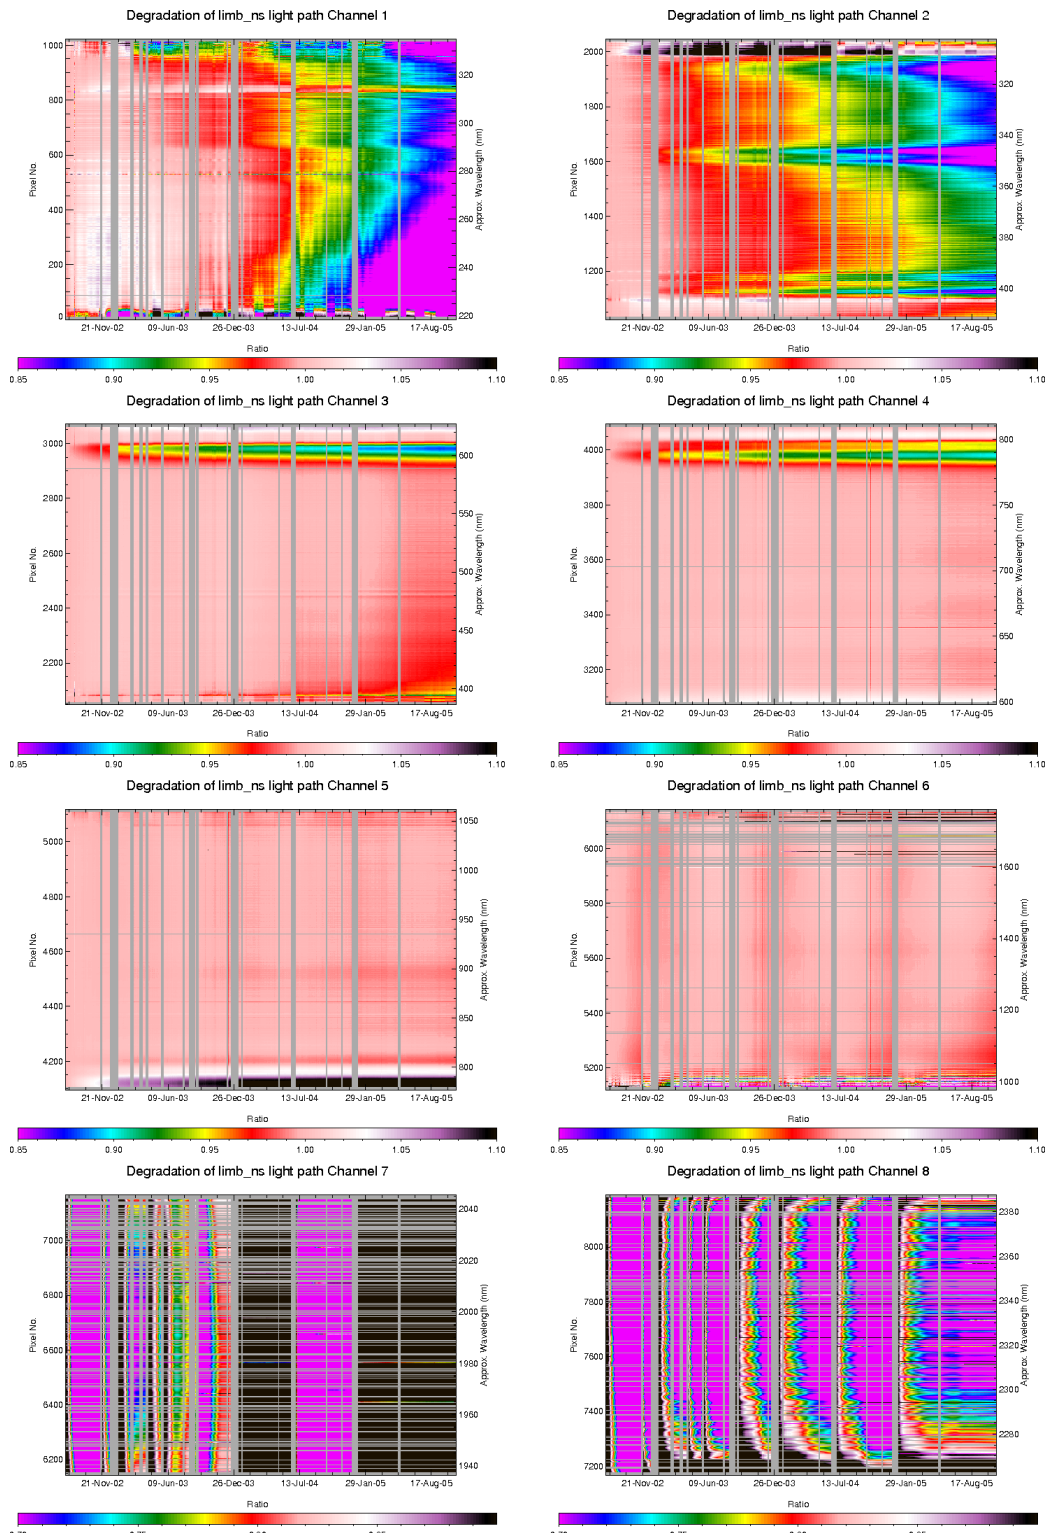 Degradation of limb_ns light path Channel 1
Pixel No.
1000
800
600
400
200
0
320
300
280
260
240
220
Approx. Wavelength (nm)
21-Nov-02 09-Jun-03 26-Dec-03 13-Jul-04 29-Jan-05 17-Aug-05
Ratio
0.85 0.90 0.95 1.00 1.05 1.10
Degradation of limb_ns light path Channel 2
Pixel No.
2000
1800
1600
1400
1200
320
340
360
380
400
Approx. Wavelength (nm)
21-Nov-02 09-Jun-03 26-Dec-03 13-Jul-04 29-Jan-05 17-Aug-05
Ratio
0.85 0.90 0.95 1.00 1.05 1.10
Degradation of limb_ns light path Channel 3
Pixel No.
3000
2800
2600
2400
2200
600
550
500
450
400
Approx. Wavelength (nm)
21-Nov-02 09-Jun-03 26-Dec-03 13-Jul-04 29-Jan-05 17-Aug-05
Ratio
0.85 0.90 0.95 1.00 1.05 1.10
Degradation of limb_ns light path Channel 4
Pixel No.
4000
3800
3600
3400
3200
800
750
700
650
600
Approx. Wavelength (nm)
21-Nov-02 09-Jun-03 26-Dec-03 13-Jul-04 29-Jan-05 17-Aug-05
Ratio
0.85 0.90 0.95 1.00 1.05 1.10
Degradation of limb_ns light path Channel 5
Pixel No.
5000
4800
4600
4400
4200
1050
1000
950
900
850
800
Approx. Wavelength (nm)
21-Nov-02 09-Jun-03 26-Dec-03 13-Jul-04 29-Jan-05 17-Aug-05
Ratio
0.85 0.90 0.95 1.00 1.05 1.10
Degradation of limb_ns light path Channel 6
Pixel No.
6000
5800
5600
5400
5200
1600
1400
1200
1000
Approx. Wavelength (nm)
21-Nov-02 09-Jun-03 26-Dec-03 13-Jul-04 29-Jan-05 17-Aug-05
Ratio
0.85 0.90 0.95 1.00 1.05 1.10
Degradation of limb_ns light path Channel 7
Pixel No.
7000
6800
6600
6400
6200
2040
2020
2000
1980
1960
1940
Approx. Wavelength (nm)
21-Nov-02 09-Jun-03 26-Dec-03 13-Jul-04 29-Jan-05 17-Aug-05
Ratio
Degradation of limb_ns light path Channel 8
Pixel No.
8000
7800
7600
7400
7200
2380
2360
2340
2320
2300
2280
Approx. Wavelength (nm)
21-Nov-02 09-Jun-03 26-Dec-03 13-Jul-04 29-Jan-05 17-Aug-05
Ratio